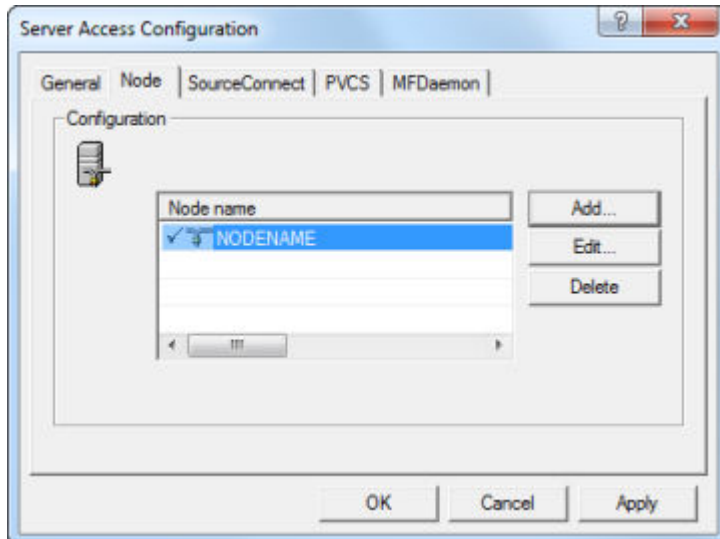 Server Access Configuration
General Node SourceConnect PVCS MFDaemon
Configuration
Node name
Add...
NODENAME
Edit...
Delete
OK Cancel Apply